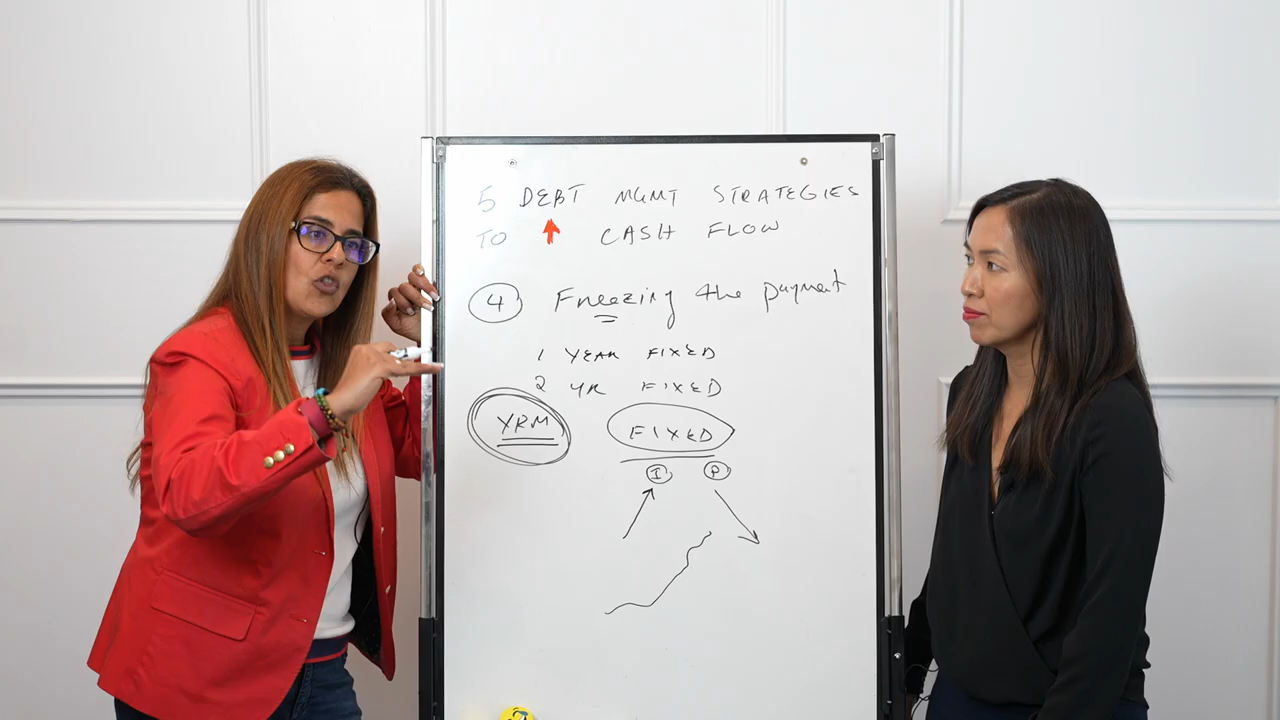 5 DEBT MGMT STRATEGIES
TO ↑ CASH FLOW
4 Freezing the payment
1 YEAR FIXED
2 YR FIXED
VRM FIXED
I P